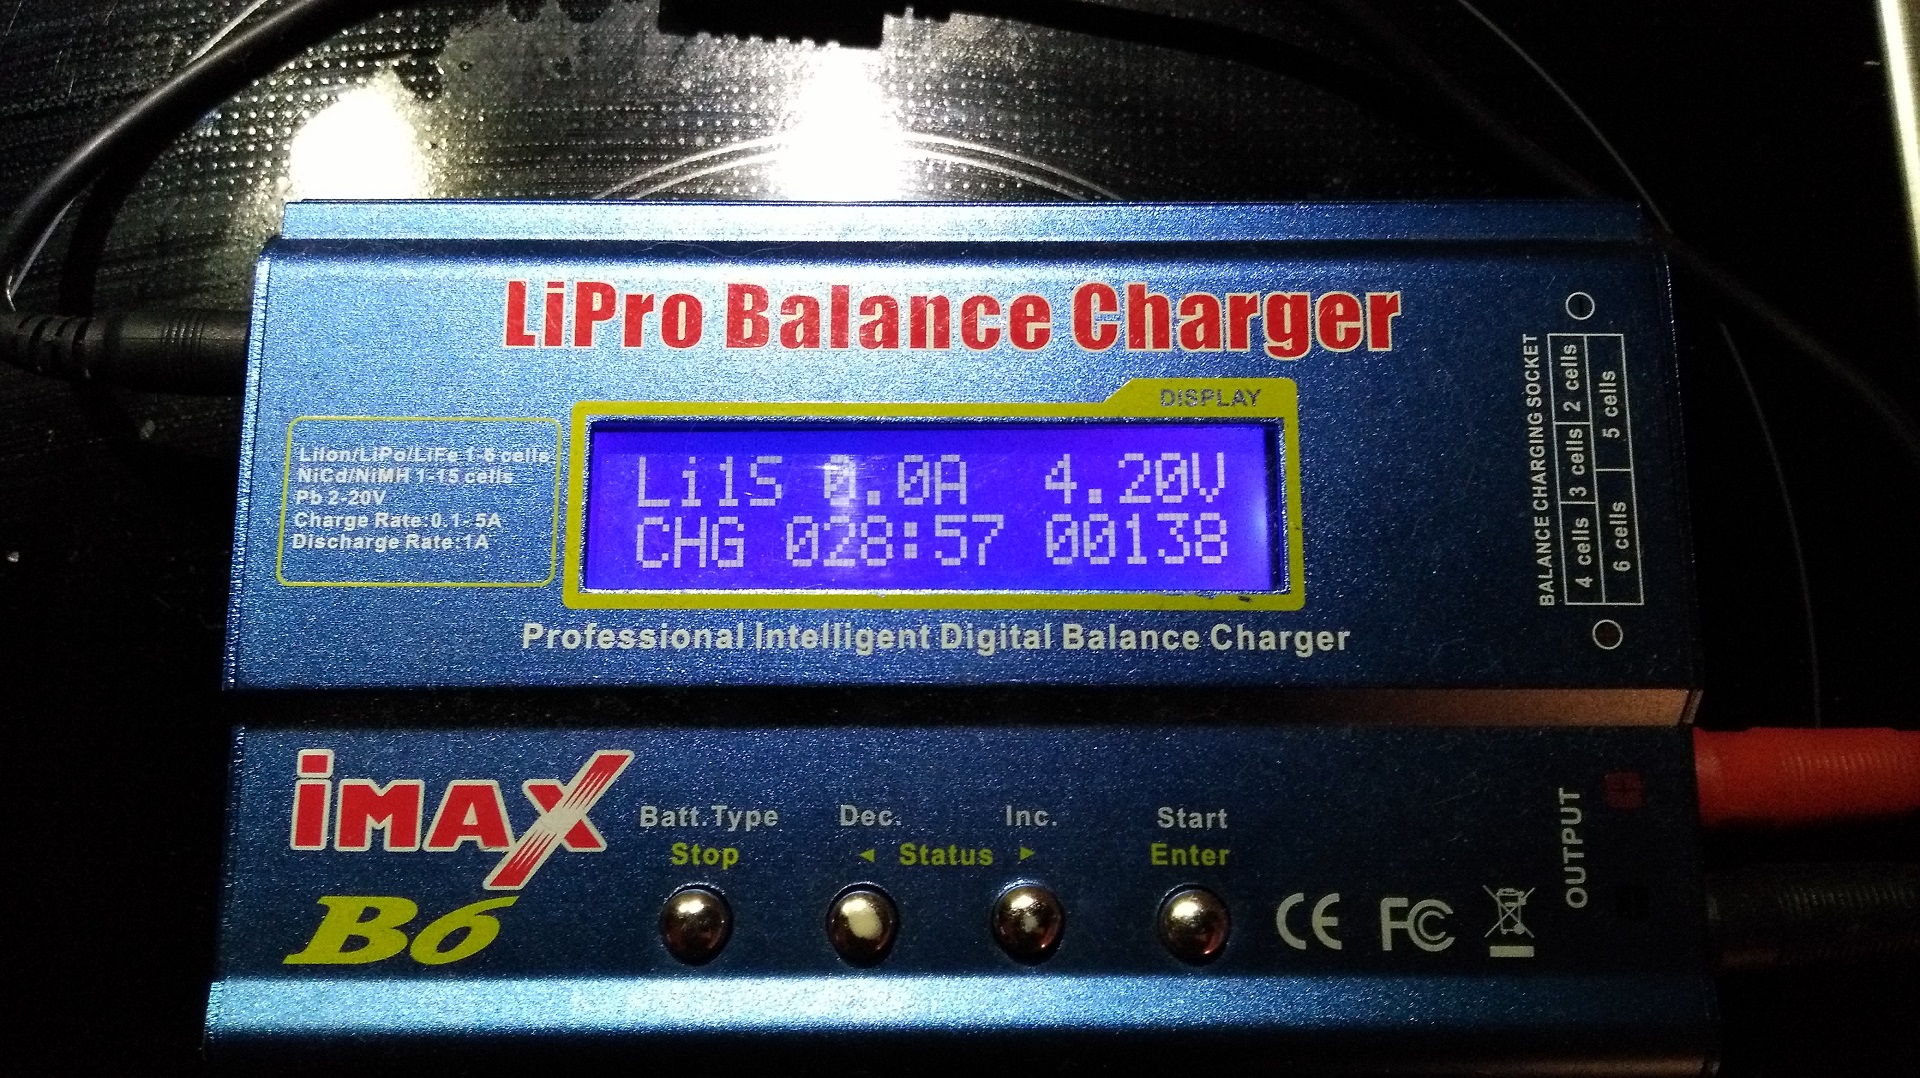 LiPro Balance Charger
DISPLAY
LiIon/LiPo/LiFe 1-6 cells
NiCd/NiMH 1-15 cells
Pb 2-20V
Charge Rate:0.1-5A
Discharge Rate:1A
Li1S 0.0A 4.20V
CHG 028:57 00138
Professional Intelligent Digital Balance Charger
BALANCE CHARGING SOCKET
4 cells 3 cells 2 cells
6 cells 5 cells
iMAX
B6
Batt.Type Dec. Inc. Start
Stop ◄ Status ► Enter
CE FC
OUTPUT
+